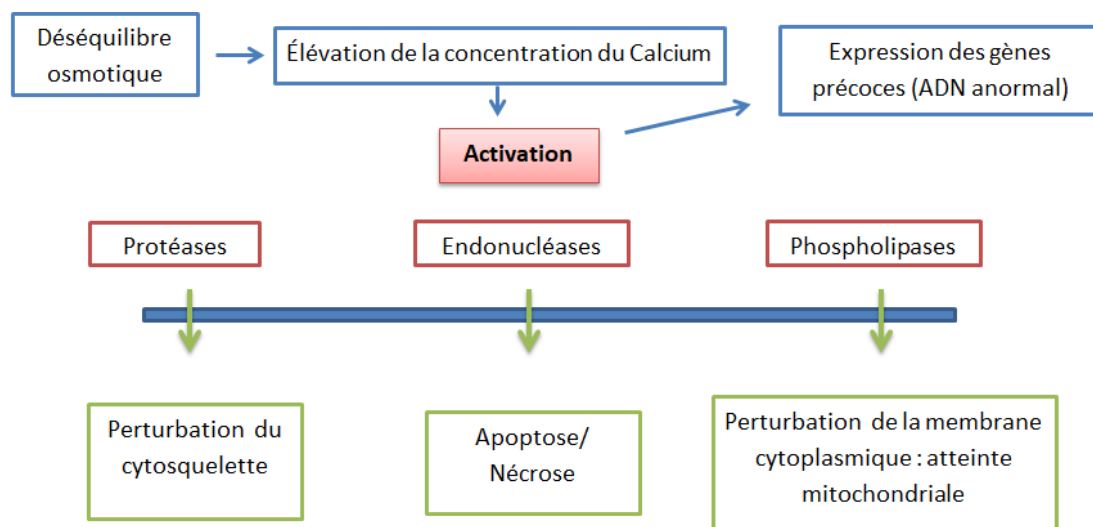 Déséquilibre
osmotique
Élévation de la concentration du Calcium
Expression des gènes
précoces (ADN anormal)
Activation
Protéases
Endonucléases
Phospholipases
Perturbation du
cytosquelette
Apoptose/
Nécrose
Perturbation de la membrane
cytoplasmique : atteinte
mitochondriale